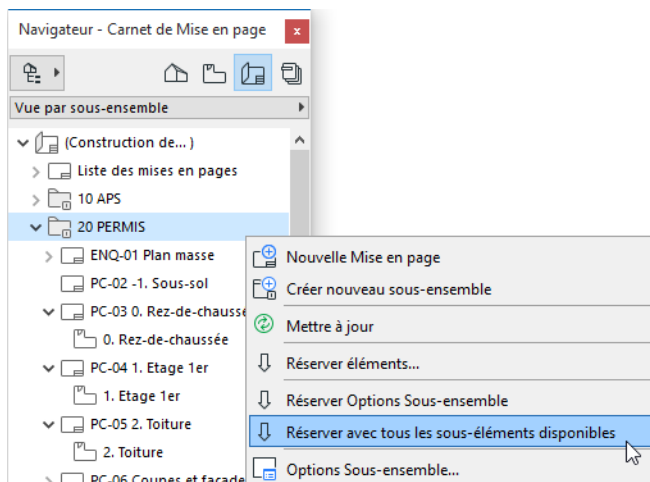 Navigateur - Carnet de Mise en page
x
Vue par sous-ensemble
(Construction de... )
Liste des mises en pages
10 APS
20 PERMIS
ENQ-01 Plan masse
PC-02 -1. Sous-sol
PC-03 0. Rez-de-chaussé
0. Rez-de-chaussée
PC-04 1. Etage 1er
1. Etage 1er
PC-05 2. Toiture
2. Toiture
PC-06 Coupes et façade
Nouvelle Mise en page
Créer nouveau sous-ensemble
Mettre à jour
Réserver éléments...
Réserver Options Sous-ensemble
Réserver avec tous les sous-éléments disponibles
Options Sous-ensemble...